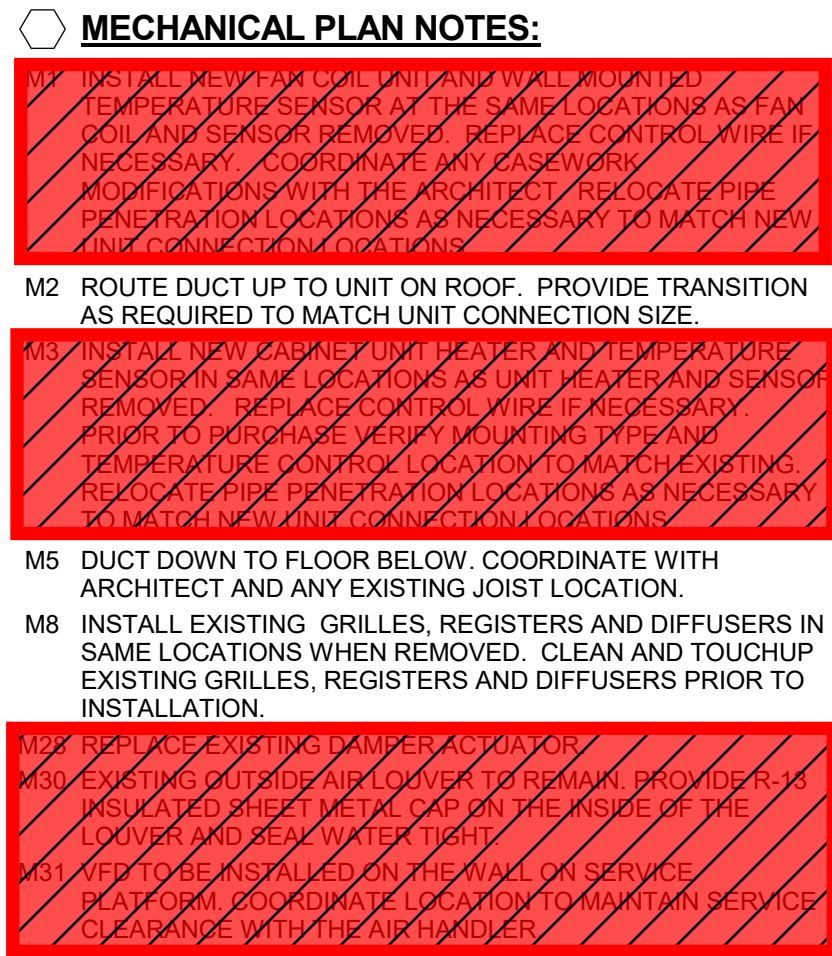 MECHANICAL PLAN NOTES:
M1 INSTALL NEW FAN COIL UNIT AND WALL MOUNTED
TEMPERATURE SENSOR AT THE SAME LOCATIONS AS FAN
COIL AND SENSOR REMOVED. REPLACE CONTROL WIRE IF
NECESSARY. COORDINATE ANY CASEWORK
MODIFICATIONS WITH THE ARCHITECT RELOCATE PIPE
PENETRATION LOCATIONS AS NECESSARY TO MATCH NEW
UNIT CONNECTION LOCATIONS
M2 ROUTE DUCT UP TO UNIT ON ROOF. PROVIDE TRANSITION
AS REQUIRED TO MATCH UNIT CONNECTION SIZE.
M3 INSTALL NEW CABINET UNIT HEATER AND TEMPERATURE
SENSOR IN SAME LOCATIONS AS UNIT HEATER AND SENSOR
REMOVED. REPLACE CONTROL WIRE IF NECESSARY.
PRIOR TO PURCHASE VERIFY MOUNTING TYPE AND
TEMPERATURE CONTROL LOCATION TO MATCH EXISTING.
RELOCATE PIPE PENETRATION LOCATIONS AS NECESSARY
TO MATCH NEW UNIT CONNECTION LOCATIONS
M5 DUCT DOWN TO FLOOR BELOW. COORDINATE WITH
ARCHITECT AND ANY EXISTING JOIST LOCATION.
M8 INSTALL EXISTING GRILLES, REGISTERS AND DIFFUSERS IN
SAME LOCATIONS WHEN REMOVED. CLEAN AND TOUCHUP
EXISTING GRILLES, REGISTERS AND DIFFUSERS PRIOR TO
INSTALLATION.
M28 REPLACE EXISTING DAMPER ACTUATOR.
M30 EXISTING OUTSIDE AIR LOUVER TO REMAIN. PROVIDE R-13
INSULATED SHEET METAL CAP ON THE INSIDE OF THE
LOUVER AND SEAL WATER TIGHT.
M31 VFD TO BE INSTALLED ON THE WALL ON SERVICE
PLATFORM. COORDINATE LOCATION TO MAINTAIN SERVICE
CLEARANCE WITH THE AIR HANDLER.